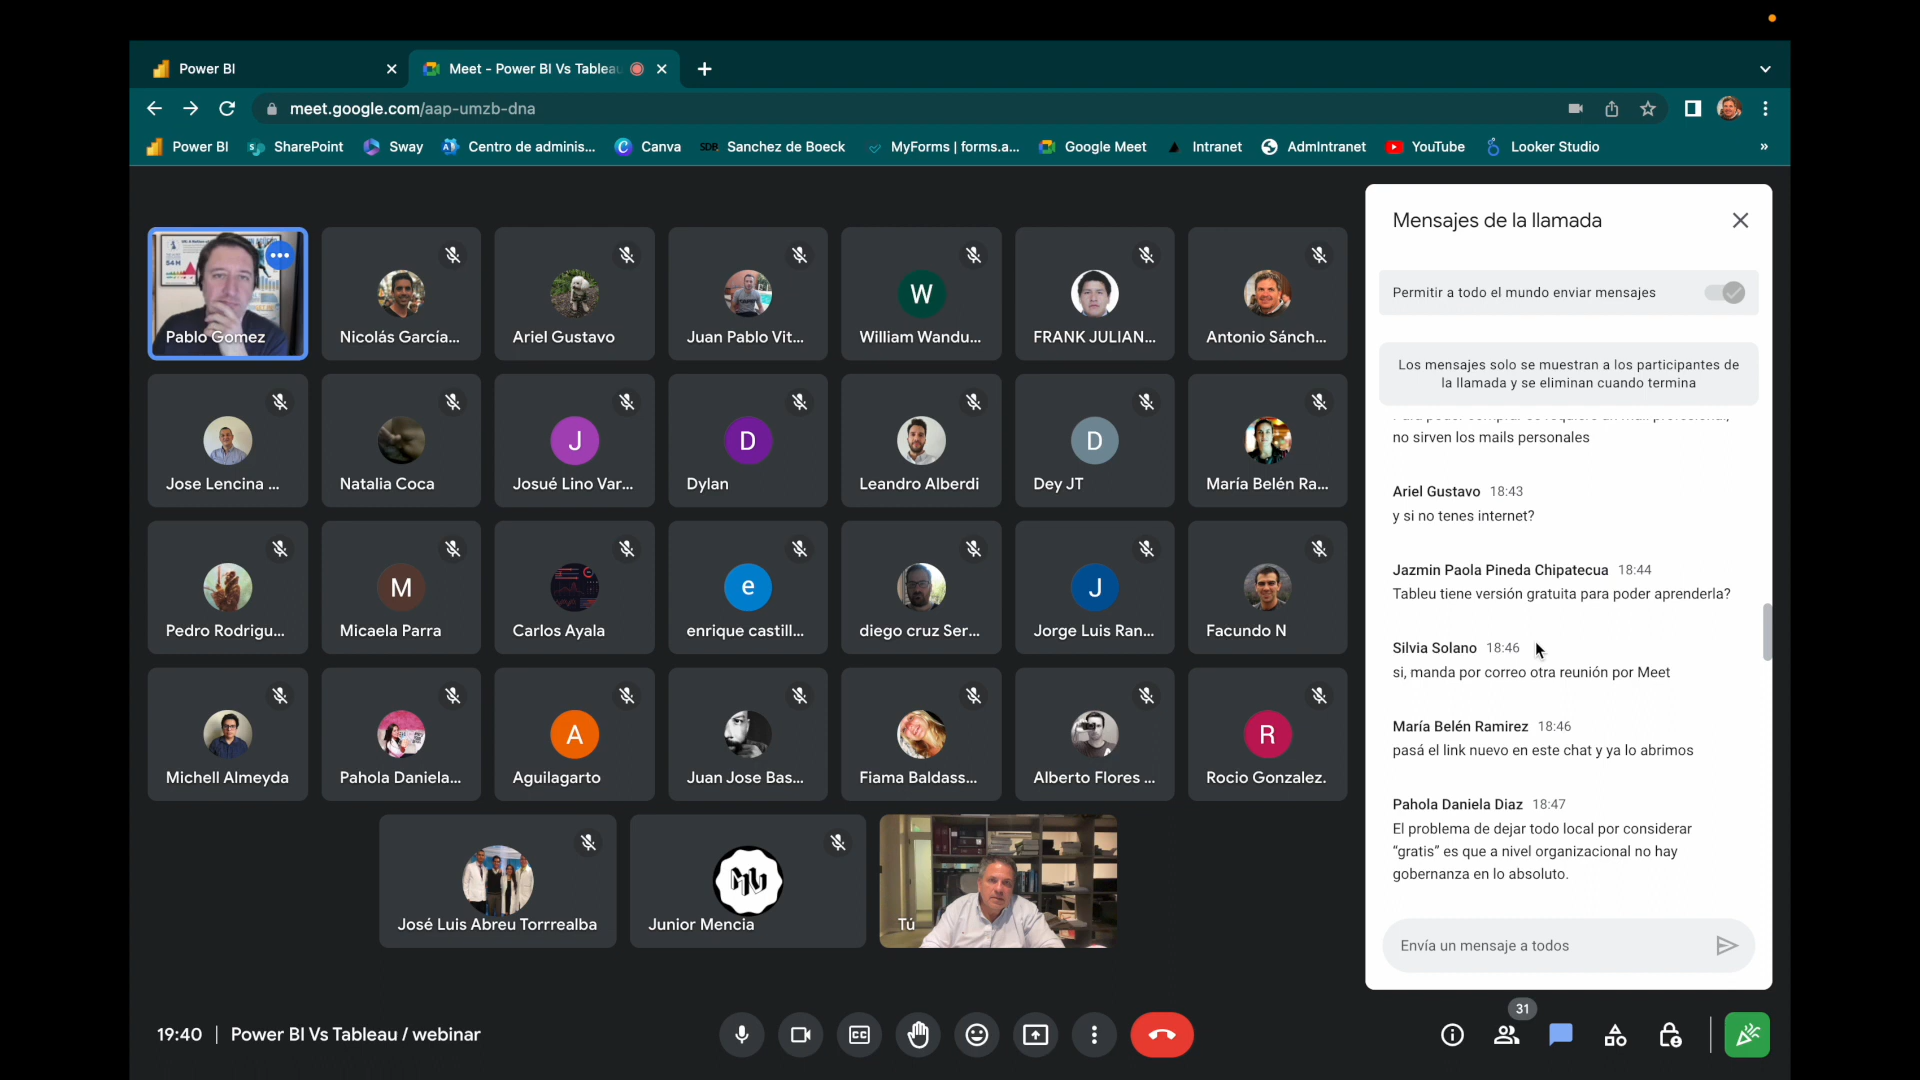 Power BI
Meet - Power BI Vs Tableau
meet.google.com/aap-umzb-dna
Power BI
SharePoint
Sway
Centro de adminis...
Canva
SDB
Sanchez de Boeck
MyForms | forms.a...
Google Meet
Intranet
AdmIntranet
YouTube
Looker Studio
»
Pablo Gomez
Nicolás García...
Ariel Gustavo
Juan Pablo Vit...
W
William Wandu...
FRANK JULIAN...
Antonio Sánch...
Jose Lencina ...
Natalia Coca
J
Josué Lino Var...
D
Dylan
Leandro Alberdi
D
Dey JT
María Belén Ra...
Pedro Rodrigu...
M
Micaela Parra
Carlos Ayala
e
enrique castill...
diego cruz Ser...
J
Jorge Luis Ran...
Facundo N
Michell Almeyda
Pahola Daniela...
A
Aguilagarto
Juan Jose Bas...
Fiama Baldass...
Alberto Flores ...
R
Rocio Gonzalez.
José Luis Abreu Torrrealba
Junior Mencia
Tú
Mensajes de la llamada
Permitir a todo el mundo enviar mensajes
Los mensajes solo se muestran a los participantes de
la llamada y se eliminan cuando termina
no sirven los mails personales
Ariel Gustavo 18:43
y si no tenes internet?
Jazmin Paola Pineda Chipatecua 18:44
Tableu tiene versión gratuita para poder aprenderla?
Silvia Solano 18:46
si, manda por correo otra reunión por Meet
María Belén Ramirez 18:46
pasá el link nuevo en este chat y ya lo abrimos
Pahola Daniela Diaz 18:47
El problema de dejar todo local por considerar
“gratis” es que a nivel organizacional no hay
gobernanza en lo absoluto.
Envía un mensaje a todos
19:40 | Power BI Vs Tableau / webinar
CC
31